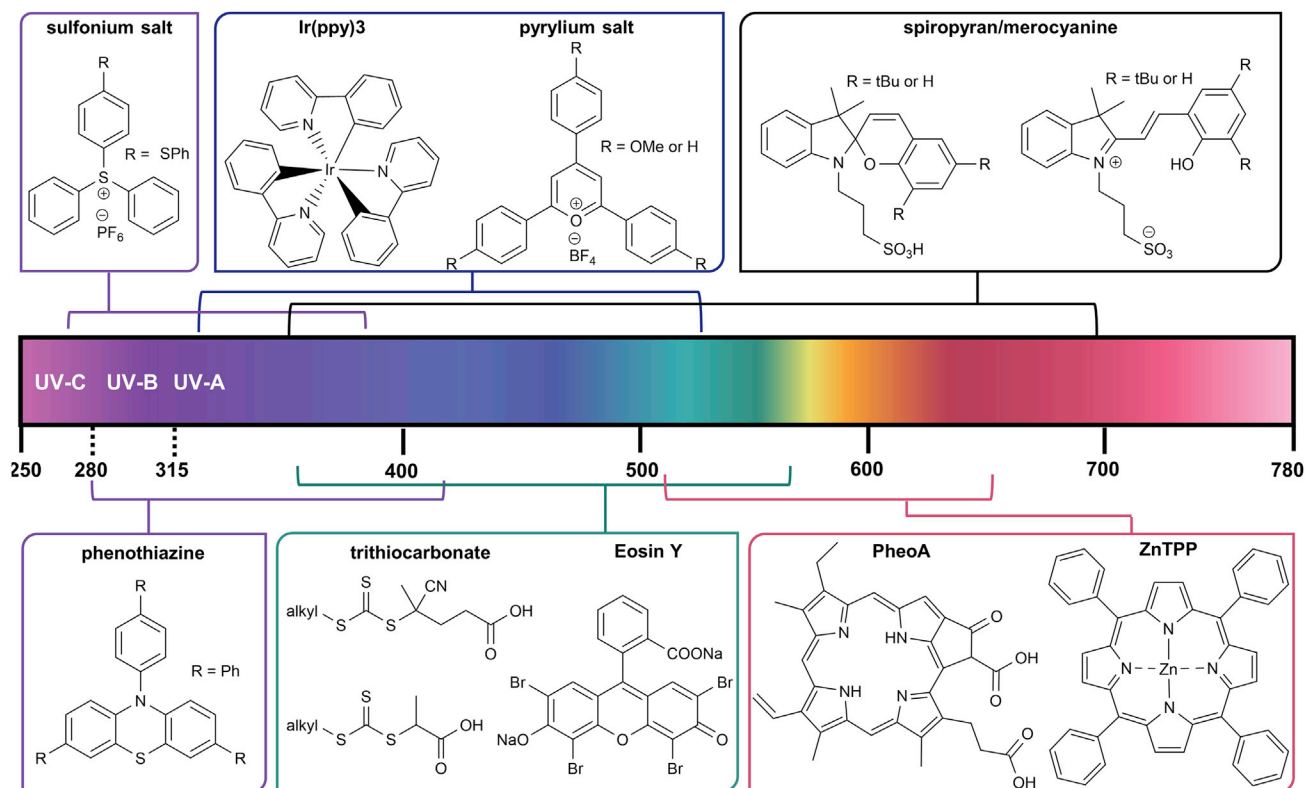 sulfonium salt
R
R = SPh
S
⊕
⊖
PF6
Ir(ppy)3
N
Ir
N
N
pyrylium salt
R
R = OMe or H
⊕
O
⊖
BF4
R
R
spiropyran/merocyanine
R = tBu or H
N
O
R
R
SO3H
R = tBu or H
R
N
⊕
HO
R
⊖
SO3
UV-C UV-B UV-A
250 280 315 400 500 600 700 780
phenothiazine
R
R = Ph
N
R
S
R
trithiocarbonate
S
CN
alkyl
S
S
OH
O
S
alkyl
S
S
OH
O
Eosin Y
COONa
Br
Br
NaO
O
O
Br
Br
PheoA
O
N
HN
OH
O
NH
N
O
OH
ZnTPP
N
N
Zn
N
N